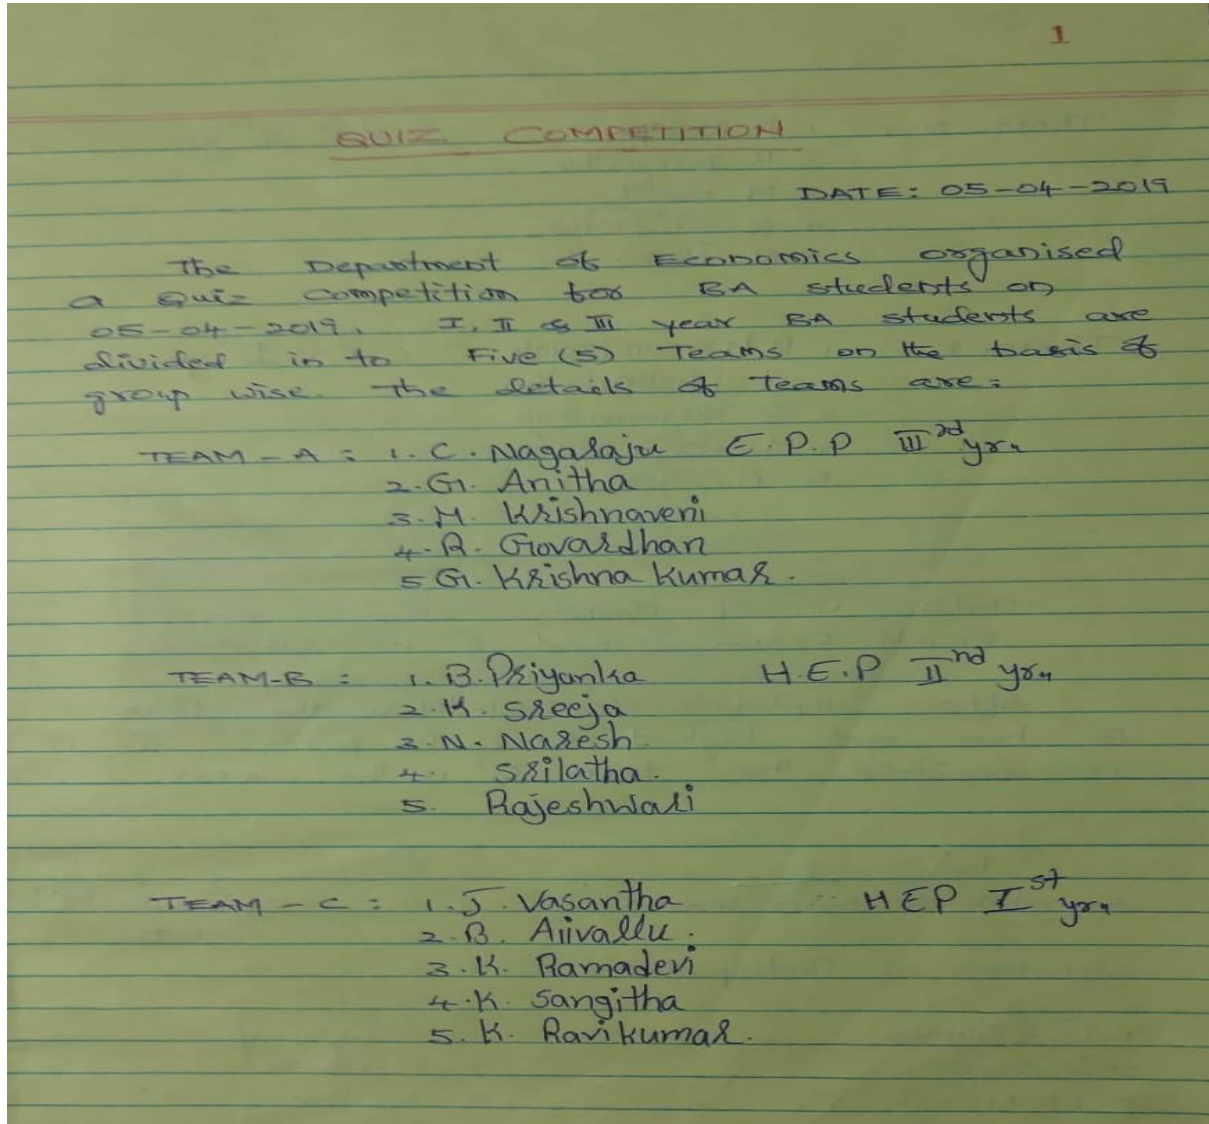 1
QUIZ COMPETITION
DATE: 05-04-2019
The Department of Economics organised
a Quiz Competition for BA students on
05-04-2019. I, II & III year BA students are
divided in to Five (5) Teams on the basis of
group wise. The details of Teams are:
TEAM - A : 1. C. Nagaraju E.P.P III rd yr.,
2. G. Anitha
3. M. Krishnaveni
4. R. Govardhan
5 G. Krishna Kumar.
TEAM-B : 1. B. Priyanka H.E.P II nd yr.,
2. K. Sreeja
3. N. Naresh.
4. Srilatha.
5. Rajeshwari
TEAM - C : 1. J. Vasantha HEP I st yr.,
2. B. Aiivallu.
3. K. Ramadevi
4. K. Sangitha
5. K. Ravikumar.